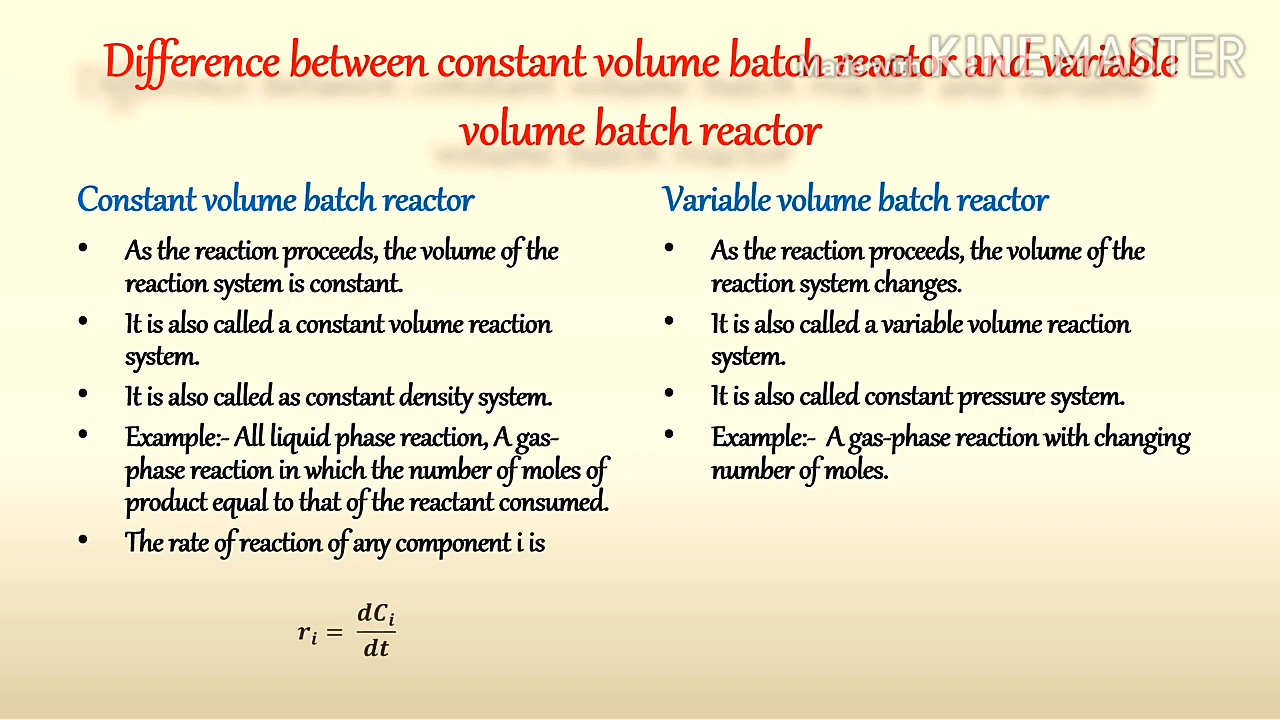 Difference between constant volume batch reactor and variable
volume batch reactor
Made with KINEMASTER
Constant volume batch reactor
• As the reaction proceeds, the volume of the
reaction system is constant.
• It is also called a constant volume reaction
system.
• It is also called as constant density system.
• Example:- All liquid phase reaction, A gas-
phase reaction in which the number of moles of
product equal to that of the reactant consumed.
• The rate of reaction of any component i is
r_i = dC_i/dt
Variable volume batch reactor
• As the reaction proceeds, the volume of the
reaction system changes.
• It is also called a variable volume reaction
system.
• It is also called constant pressure system.
• Example:- A gas-phase reaction with changing
number of moles.